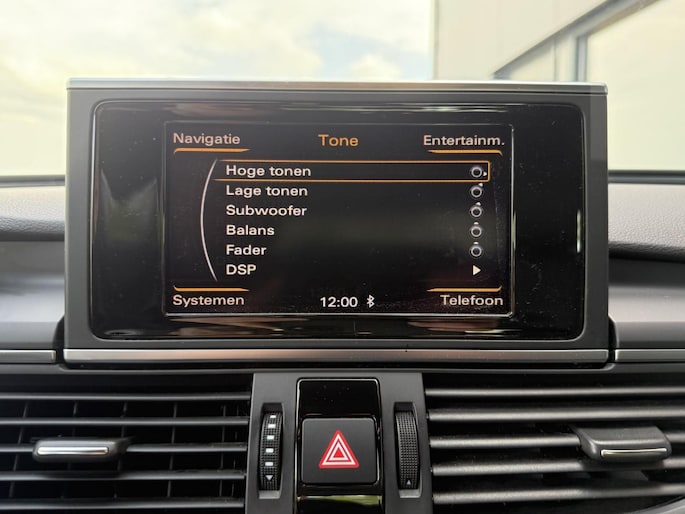 Navigatie Tone Entertainm.
Hoge tonen
Lage tonen
Subwoofer
Balans
Fader
DSP
Systemen 12:00 Telefoon